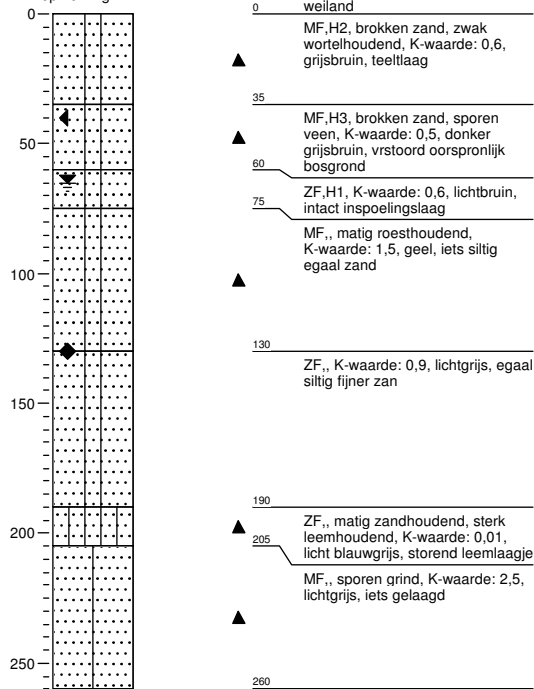 weiland
0
0
MF,H2, brokken zand, zwak
wortelhoudend, K-waarde: 0,6,
grijsbruin, teeltlaag
35
MF,H3, brokken zand, sporen
veen, K-waarde: 0,5, donker
grijsbruin, vrstoord oorspronlijk
bosgrond
50
60
ZF,H1, K-waarde: 0,6, lichtbruin,
intact inspoelingslaag
75
MF,, matig roesthoudend,
K-waarde: 1,5, geel, iets siltig
egaal zand
100
130
ZF,, K-waarde: 0,9, lichtgrijs, egaal
siltig fijner zan
150
190
ZF,, matig zandhoudend, sterk
leemhoudend, K-waarde: 0,01,
licht blauwgrijs, storend leemlaagje
200
205
MF,, sporen grind, K-waarde: 2,5,
lichtgrijs, iets gelaagd
250
260